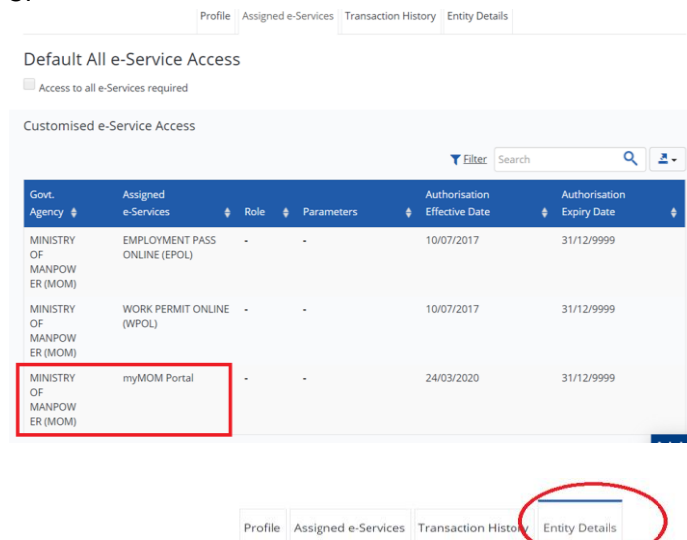 Profile Assigned e-Services Transaction History Entity Details
Default All e-Service Access
Access to all e-Services required
Customised e-Service Access
Filter Search
Govt. Agency Assigned e-Services Role Parameters Authorisation Effective Date Authorisation Expiry Date
MINISTRY EMPLOYMENT PASS - - 10/07/2017 31/12/9999
OF ONLINE (EPOL)
MANPOW
ER (MOM)
MINISTRY WORK PERMIT ONLINE - - 10/07/2017 31/12/9999
OF (WPOL)
MANPOW
ER (MOM)
MINISTRY myMOM Portal - - 24/03/2020 31/12/9999
OF
MANPOW
ER (MOM)
Profile Assigned e-Services Transaction History Entity Details